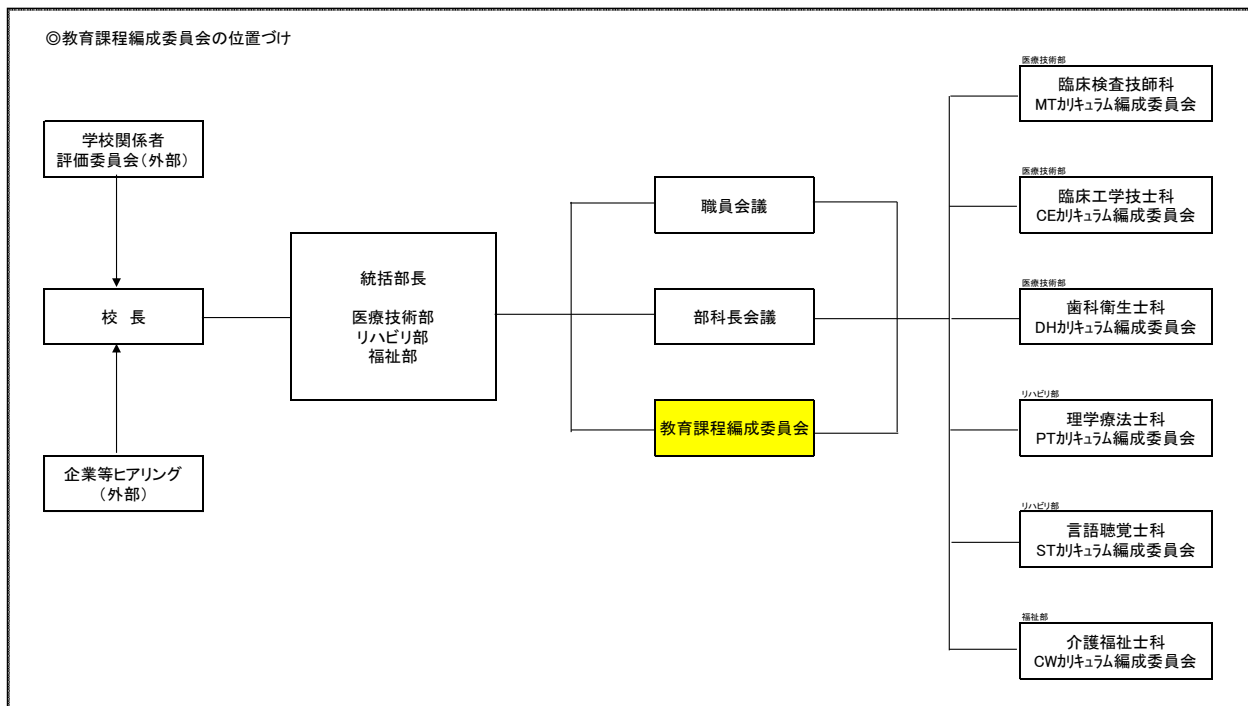 ◎教育課程編成委員会の位置づけ
学校関係者
評価委員会(外部)
校 長
企業等ヒアリング
(外部)
統括部長
医療技術部
リハビリ部
福祉部
職員会議
部科長会議
教育課程編成委員会
医療技術部
臨床検査技師科
MTカリキュラム編成委員会
医療技術部
臨床工学技士科
CEカリキュラム編成委員会
医療技術部
歯科衛生士科
DHカリキュラム編成委員会
リハビリ部
理学療法士科
PTカリキュラム編成委員会
リハビリ部
言語聴覚士科
STカリキュラム編成委員会
福祉部
介護福祉士科
CWカリキュラム編成委員会